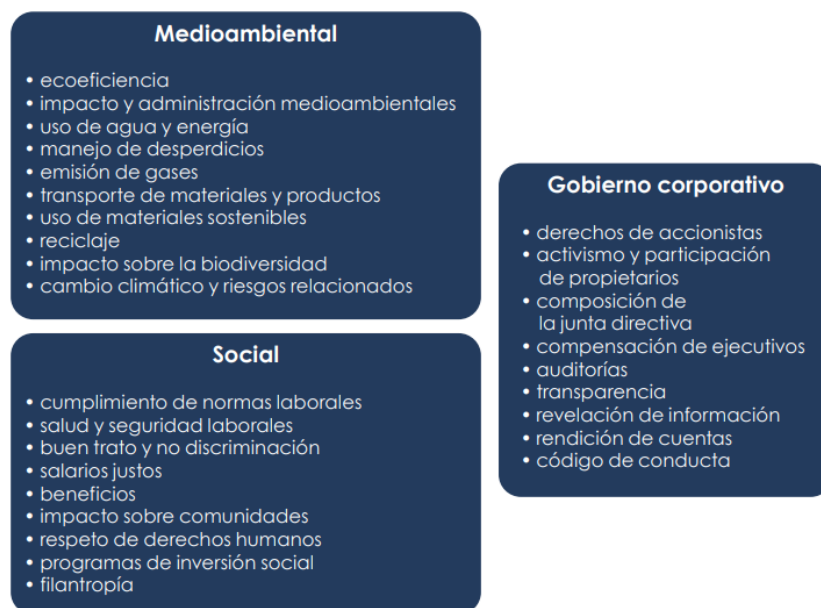 Medioambiental
• ecoeficiencia
• impacto y administración medioambientales
• uso de agua y energía
• manejo de desperdicios
• emisión de gases
• transporte de materiales y productos
• uso de materiales sostenibles
• reciclaje
• impacto sobre la biodiversidad
• cambio climático y riesgos relacionados
Social
• cumplimiento de normas laborales
• salud y seguridad laborales
• buen trato y no discriminación
• salarios justos
• beneficios
• impacto sobre comunidades
• respeto de derechos humanos
• programas de inversión social
• filantropía
Gobierno corporativo
• derechos de accionistas
• activismo y participación
de propietarios
• composición de
la junta directiva
• compensación de ejecutivos
• auditorías
• transparencia
• revelación de información
• rendición de cuentas
• código de conducta